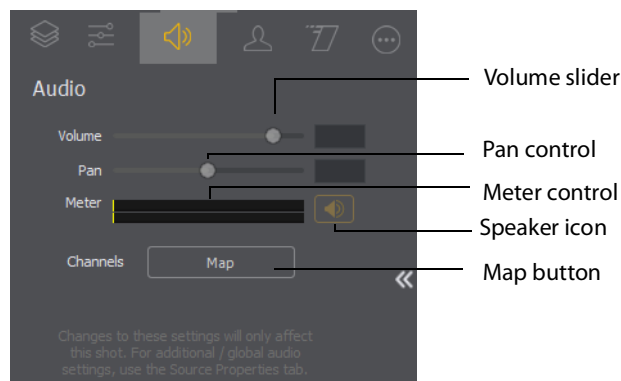 Audio
Volume
Pan
Meter
Channels
Map
Changes to these settings will only affect
this shot. For additional / global audio
settings, use the Source Properties tab.
Volume slider
Pan control
Meter control
Speaker icon
Map button